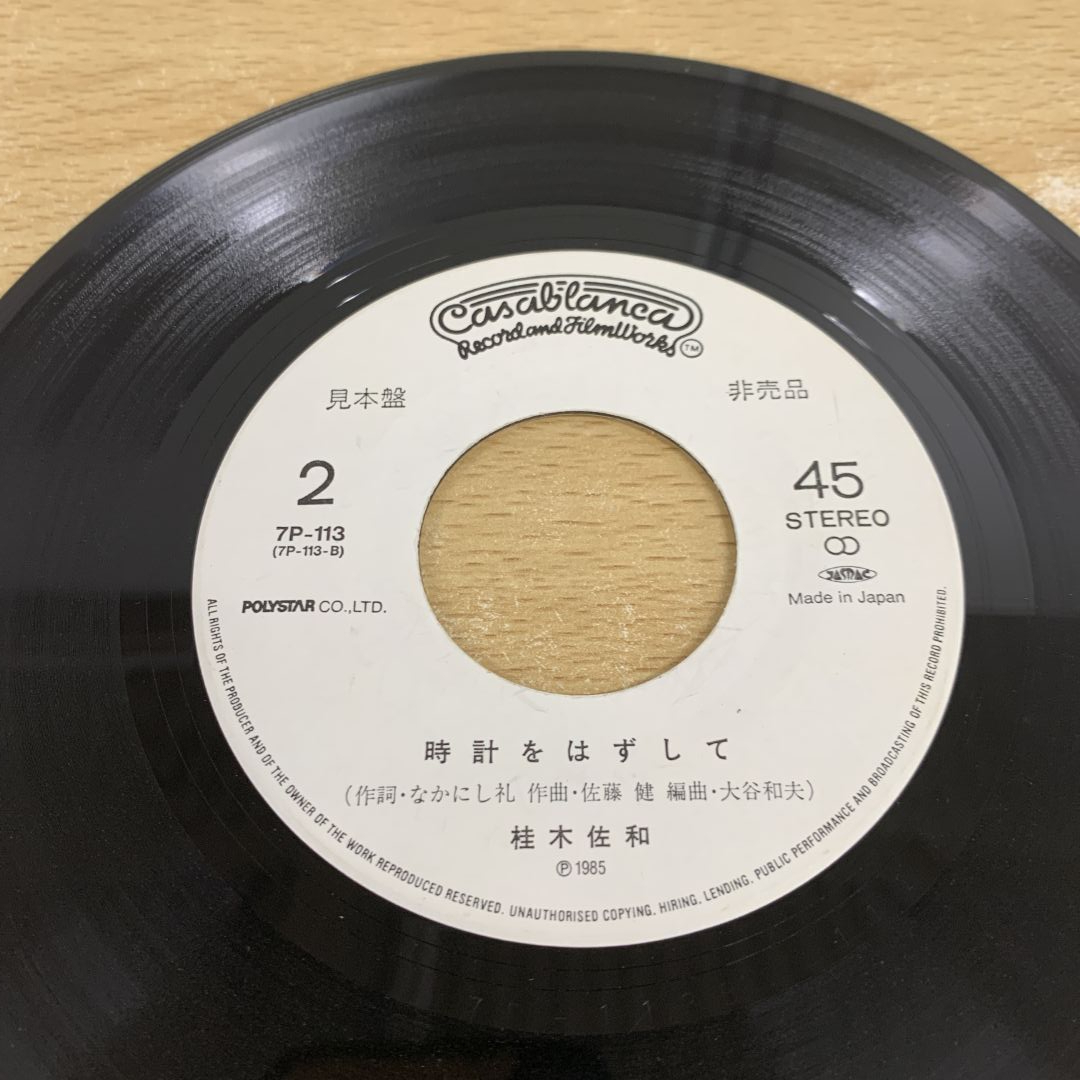 Casablanca
Record and FilmWorks TM
見本盤
非売品
2
7P-113
(7P-113-B)
POLYSTAR CO.,LTD.
45
STEREO
JASRAC
Made in Japan
時計をはずして
(作詞・なかにし礼 作曲・佐藤 健 編曲・大谷和夫)
桂木佐和
Ⓟ1985
ALL RIGHTS OF THE PRODUCER AND OF THE OWNER OF THE WORK REPRODUCED RESERVED. UNAUTHORISED COPYING, HIRING, LENDING, PUBLIC PERFORMANCE AND BROADCASTING OF THIS RECORD PROHIBITED.